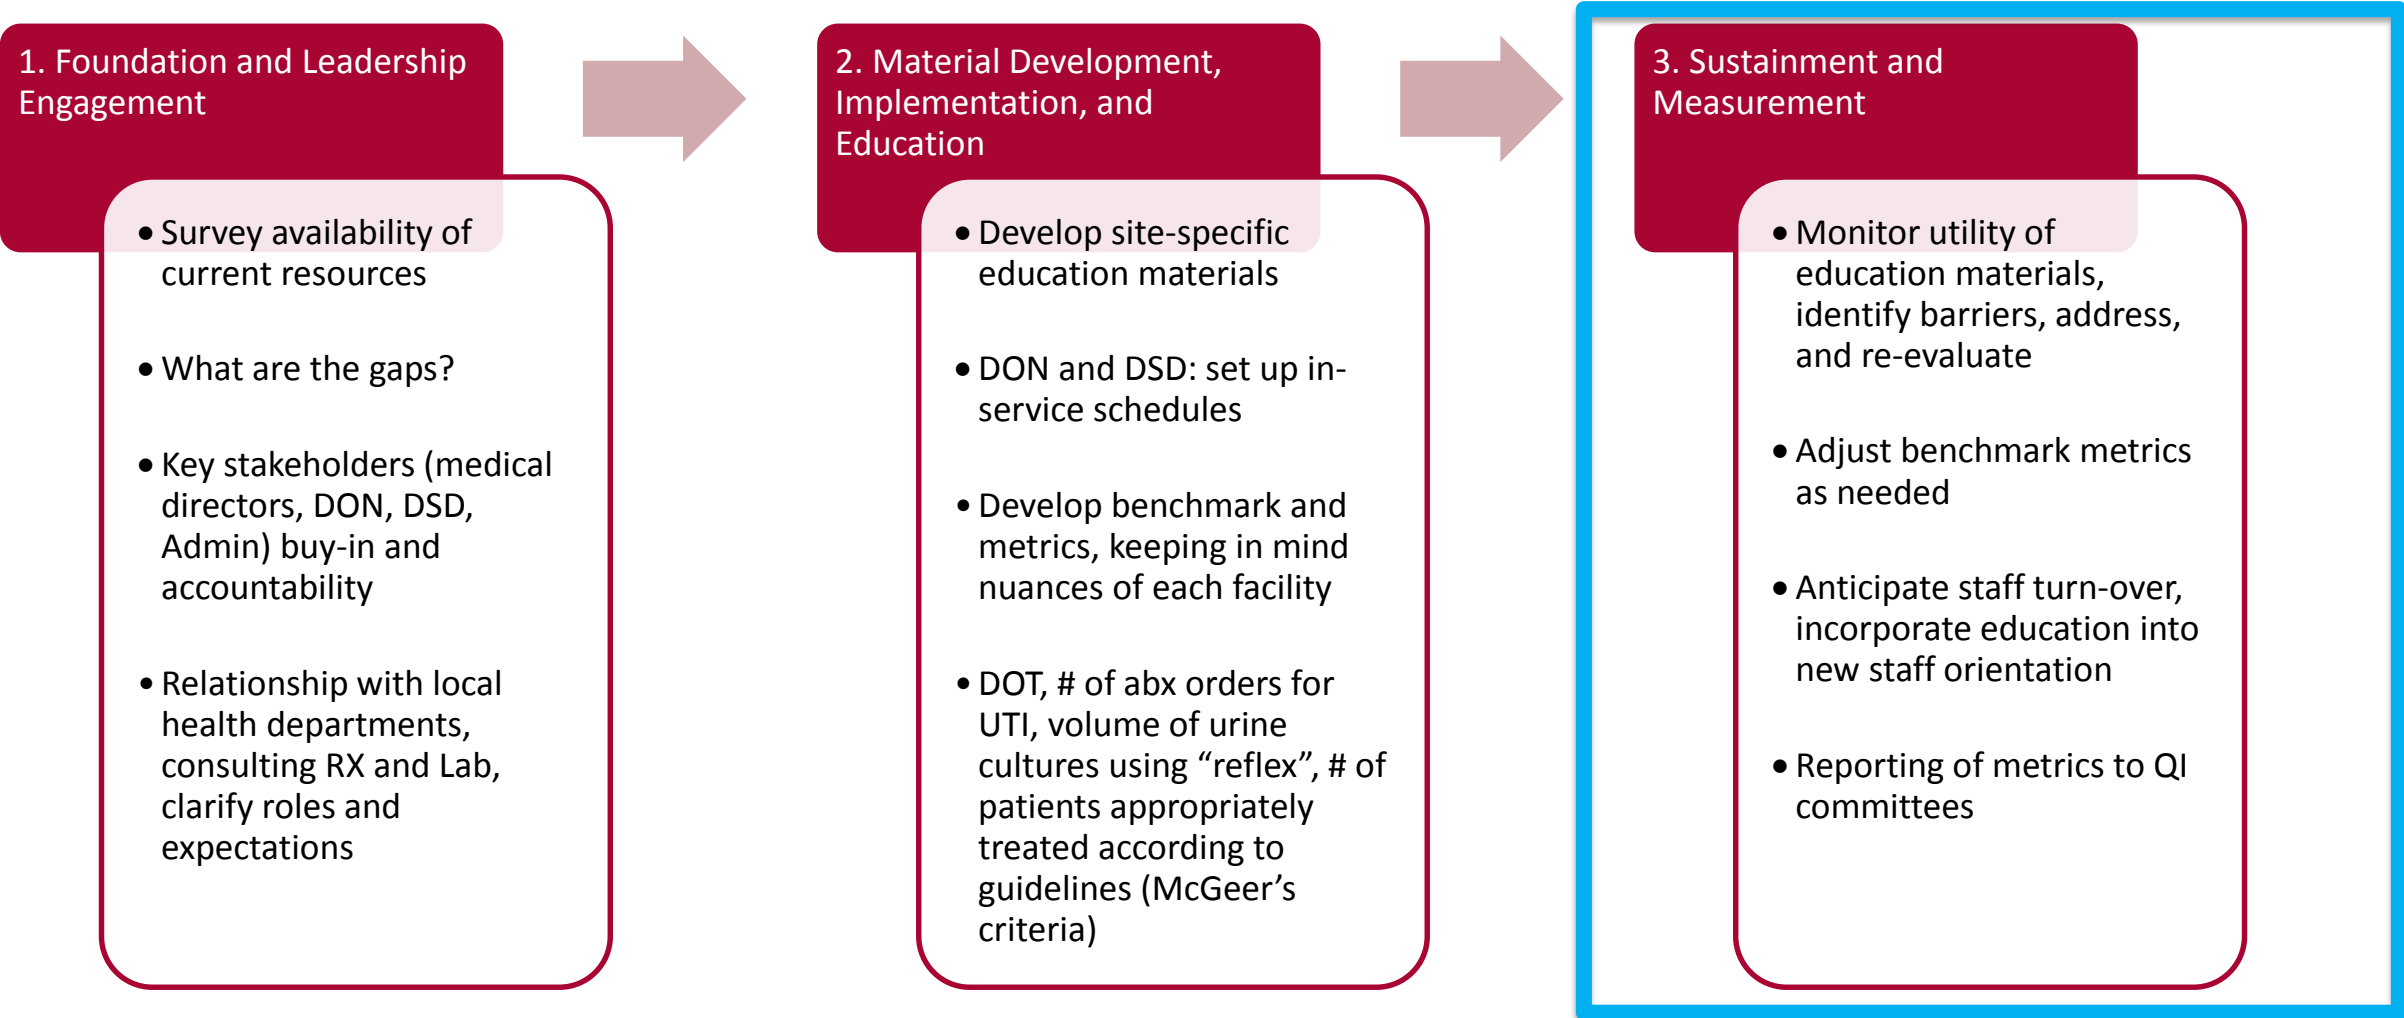 1. Foundation and Leadership
Engagement
• Survey availability of
current resources
• What are the gaps?
• Key stakeholders (medical
directors, DON, DSD,
Admin) buy-in and
accountability
• Relationship with local
health departments,
consulting RX and Lab,
clarify roles and
expectations
2. Material Development,
Implementation, and
Education
• Develop site-specific
education materials
• DON and DSD: set up in-
service schedules
• Develop benchmark and
metrics, keeping in mind
nuances of each facility
• DOT, # of abx orders for
UTI, volume of urine
cultures using “reflex”, # of
patients appropriately
treated according to
guidelines (McGeer’s
criteria)
3. Sustainment and
Measurement
• Monitor utility of
education materials,
identify barriers, address,
and re-evaluate
• Adjust benchmark metrics
as needed
• Anticipate staff turn-over,
incorporate education into
new staff orientation
• Reporting of metrics to QI
committees